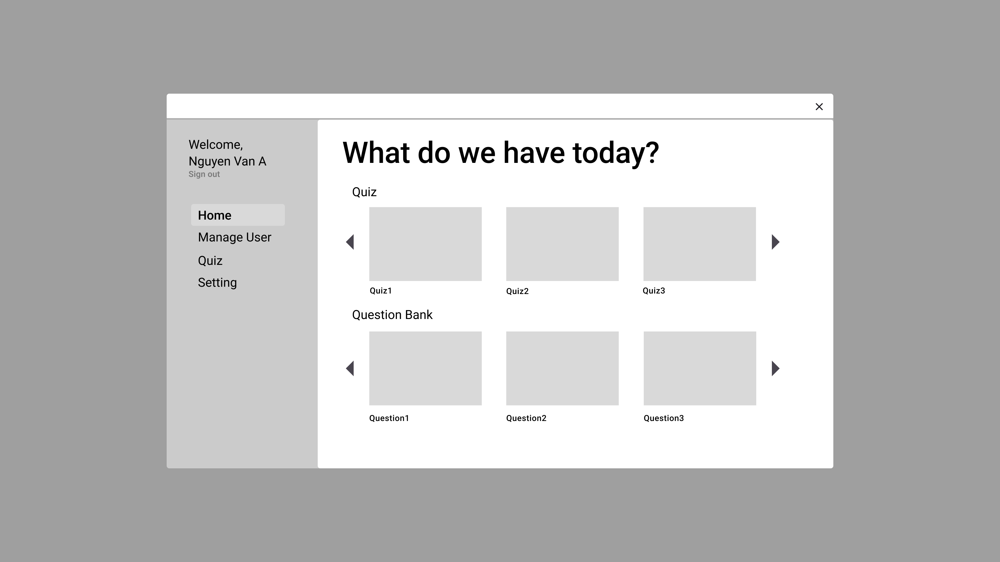 Welcome,
Nguyen Van A
Sign out
Home
Manage User
Quiz
Setting
What do we have today?
Quiz
Quiz1
Quiz2
Quiz3
Question Bank
Question1
Question2
Question3